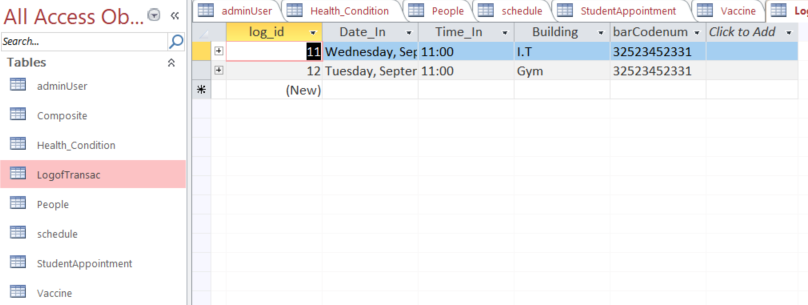 All Access Ob...
Search...
Tables
adminUser
Composite
Health_Condition
LogofTransac
People
schedule
StudentAppointment
Vaccine
adminUser Health_Condition People schedule StudentAppointment Vaccine Lo
log_id Date_In Time_In Building barCodenum Click to Add
11 Wednesday, Sep 11:00 I.T 32523452331
12 Tuesday, Septer 11:00 Gym 32523452331
(New)